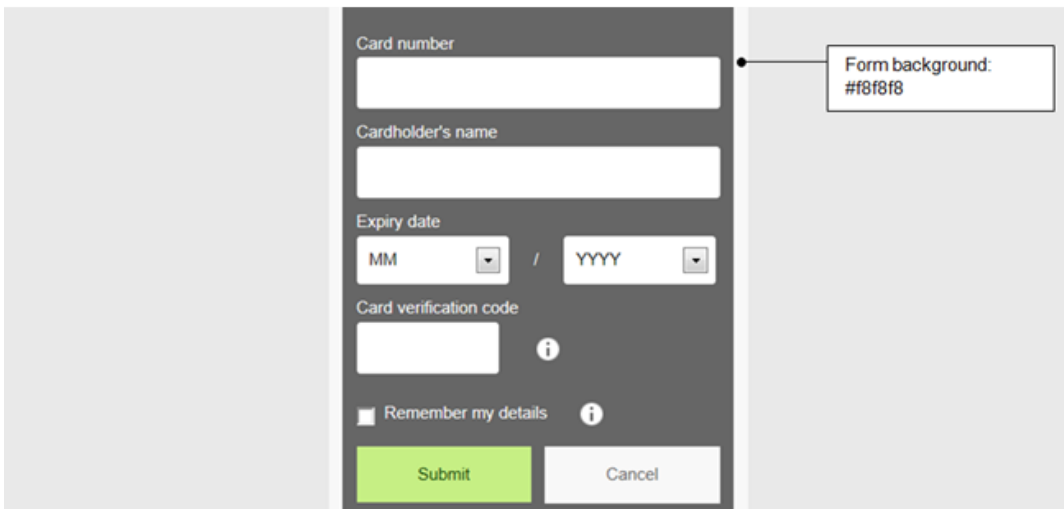 Card number
Form background:
#f8f8f8
Cardholder's name
Expiry date
MM / YYYY
Card verification code
i
Remember my details i
Submit Cancel